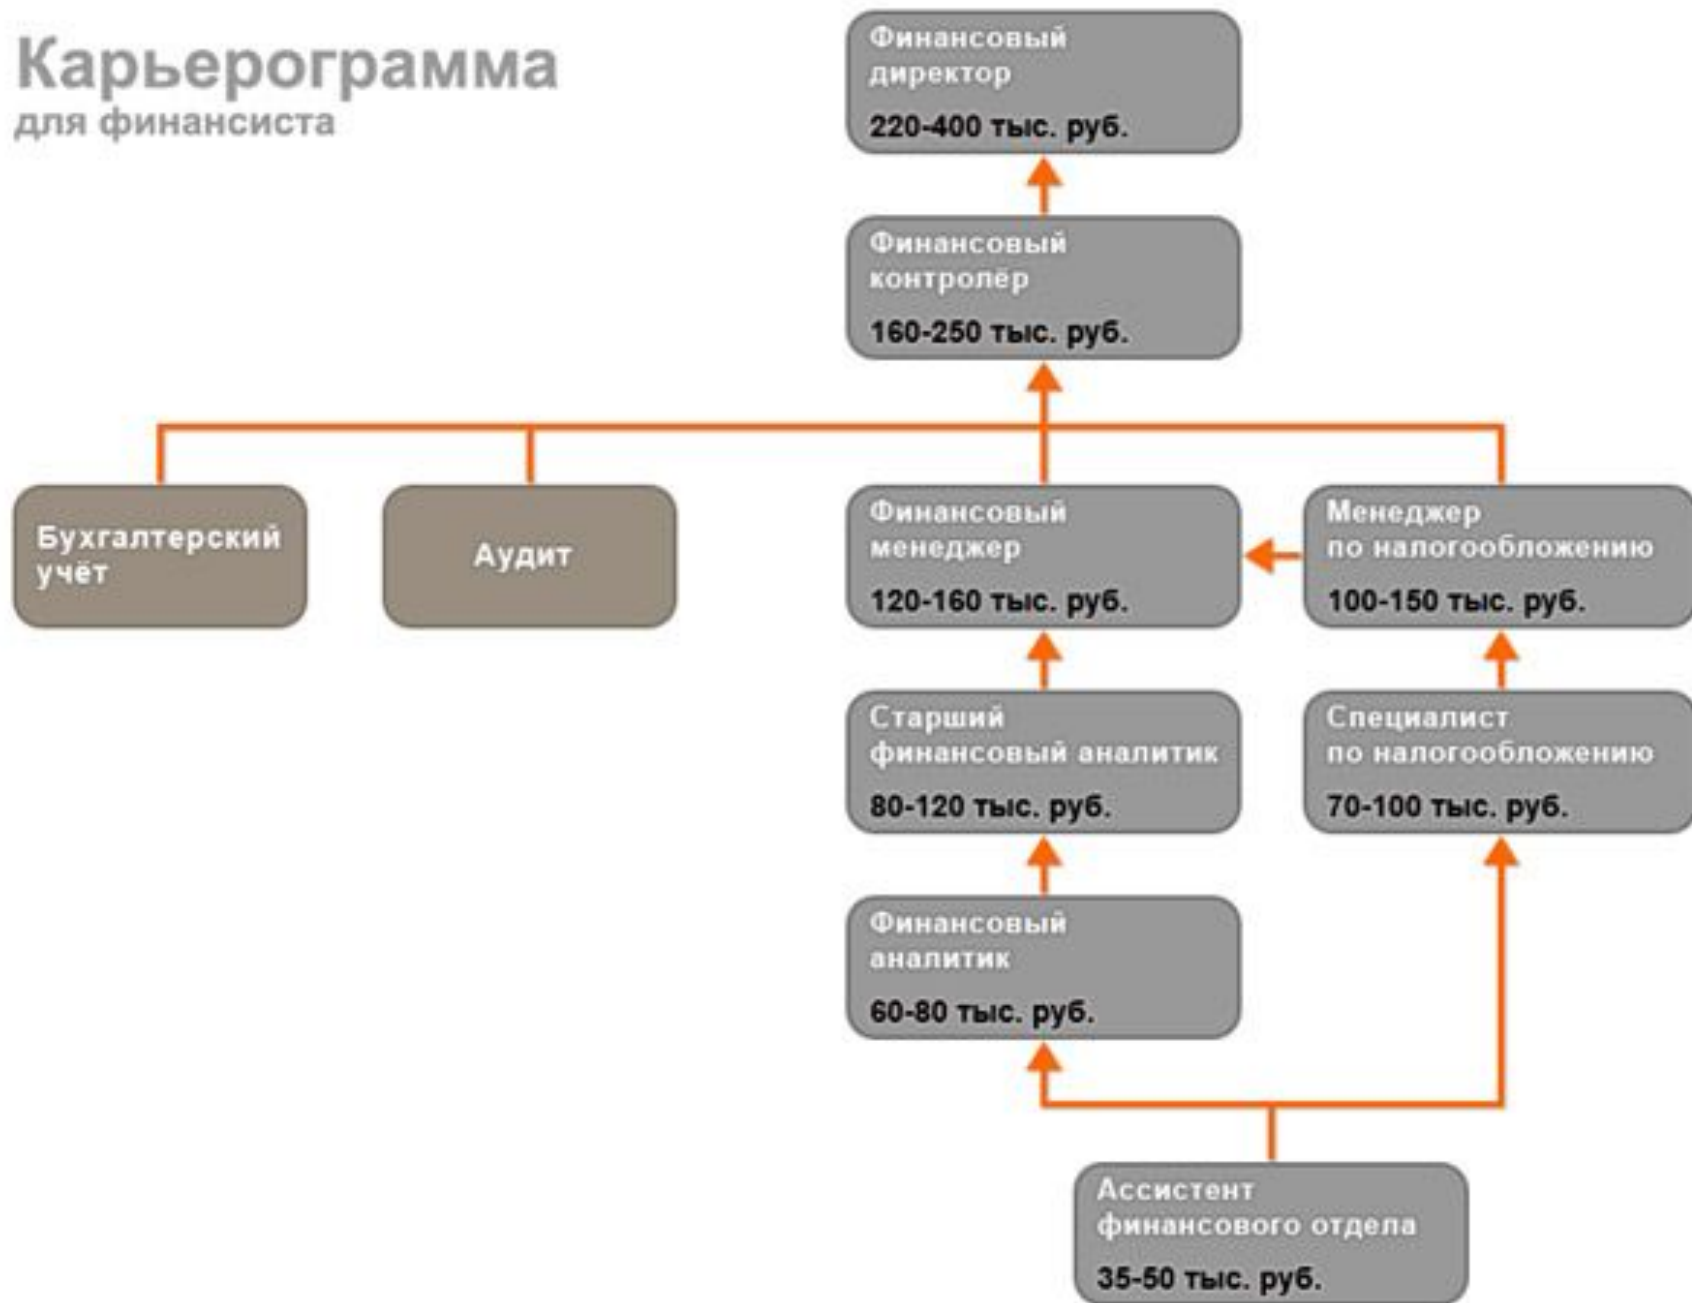 Карьерограмма
для финансиста
Финансовый
директор
220-400 тыс. руб.
Финансовый
контролёр
160-250 тыс. руб.
Бухгалтерский
учёт
Аудит
Финансовый
менеджер
120-160 тыс. руб.
Менеджер
по налогообложению
100-150 тыс. руб.
Старший
финансовый аналитик
80-120 тыс. руб.
Специалист
по налогообложению
70-100 тыс. руб.
Финансовый
аналитик
60-80 тыс. руб.
Ассистент
финансового отдела
35-50 тыс. руб.